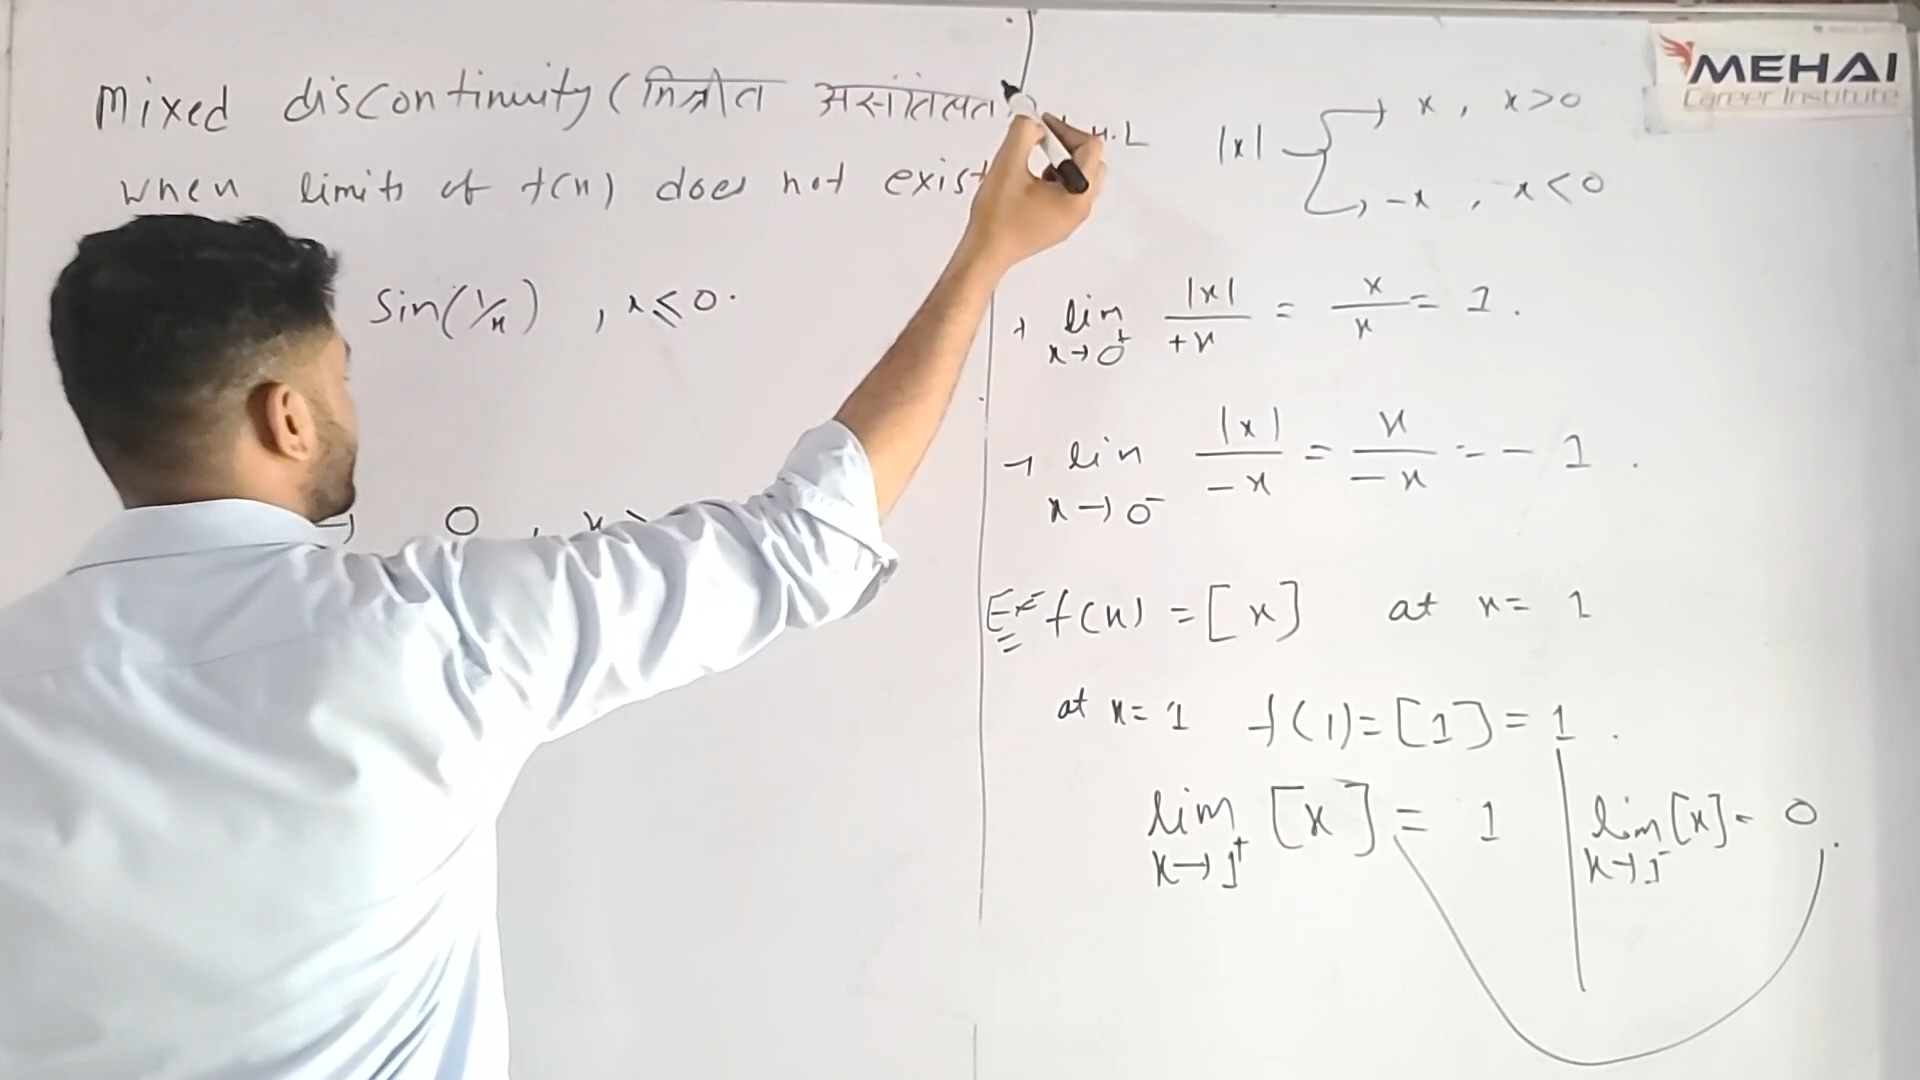 Mixed discontinuity (मिश्रीत असांतत्यता)
when limits of f(x) does not exist
Sin(1/x) , x ≤ 0.
→ 0 , x >
H.L
|x| → x , x > 0
→ -x , x < 0
→ lim x→0⁺ |x|/+x = x/x = 1.
→ lin x→0⁻ |x|/-x = x/-x = - 1 .
Ex f(x) = [x] at x = 1
at x = 1 f(1) = [1] = 1 .
lim x→1⁺ [x] = 1 | lim x→1⁻ [x] = 0 .
MEHAI
Career Institute